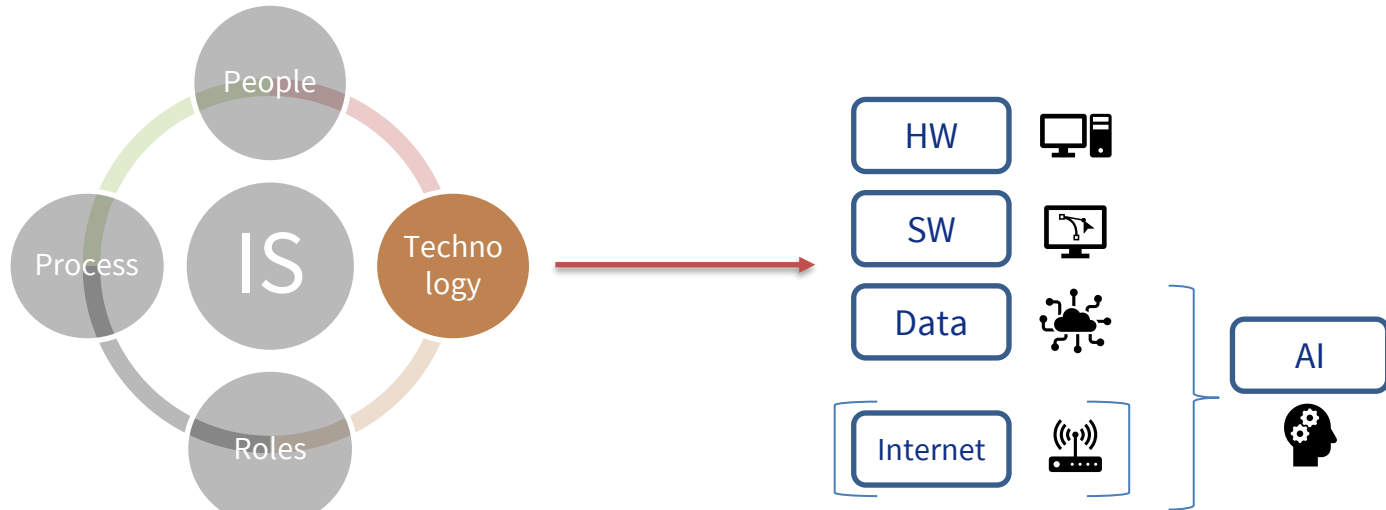 People
Process
IS
Techno
logy
Roles
HW
SW
Data
Internet
AI